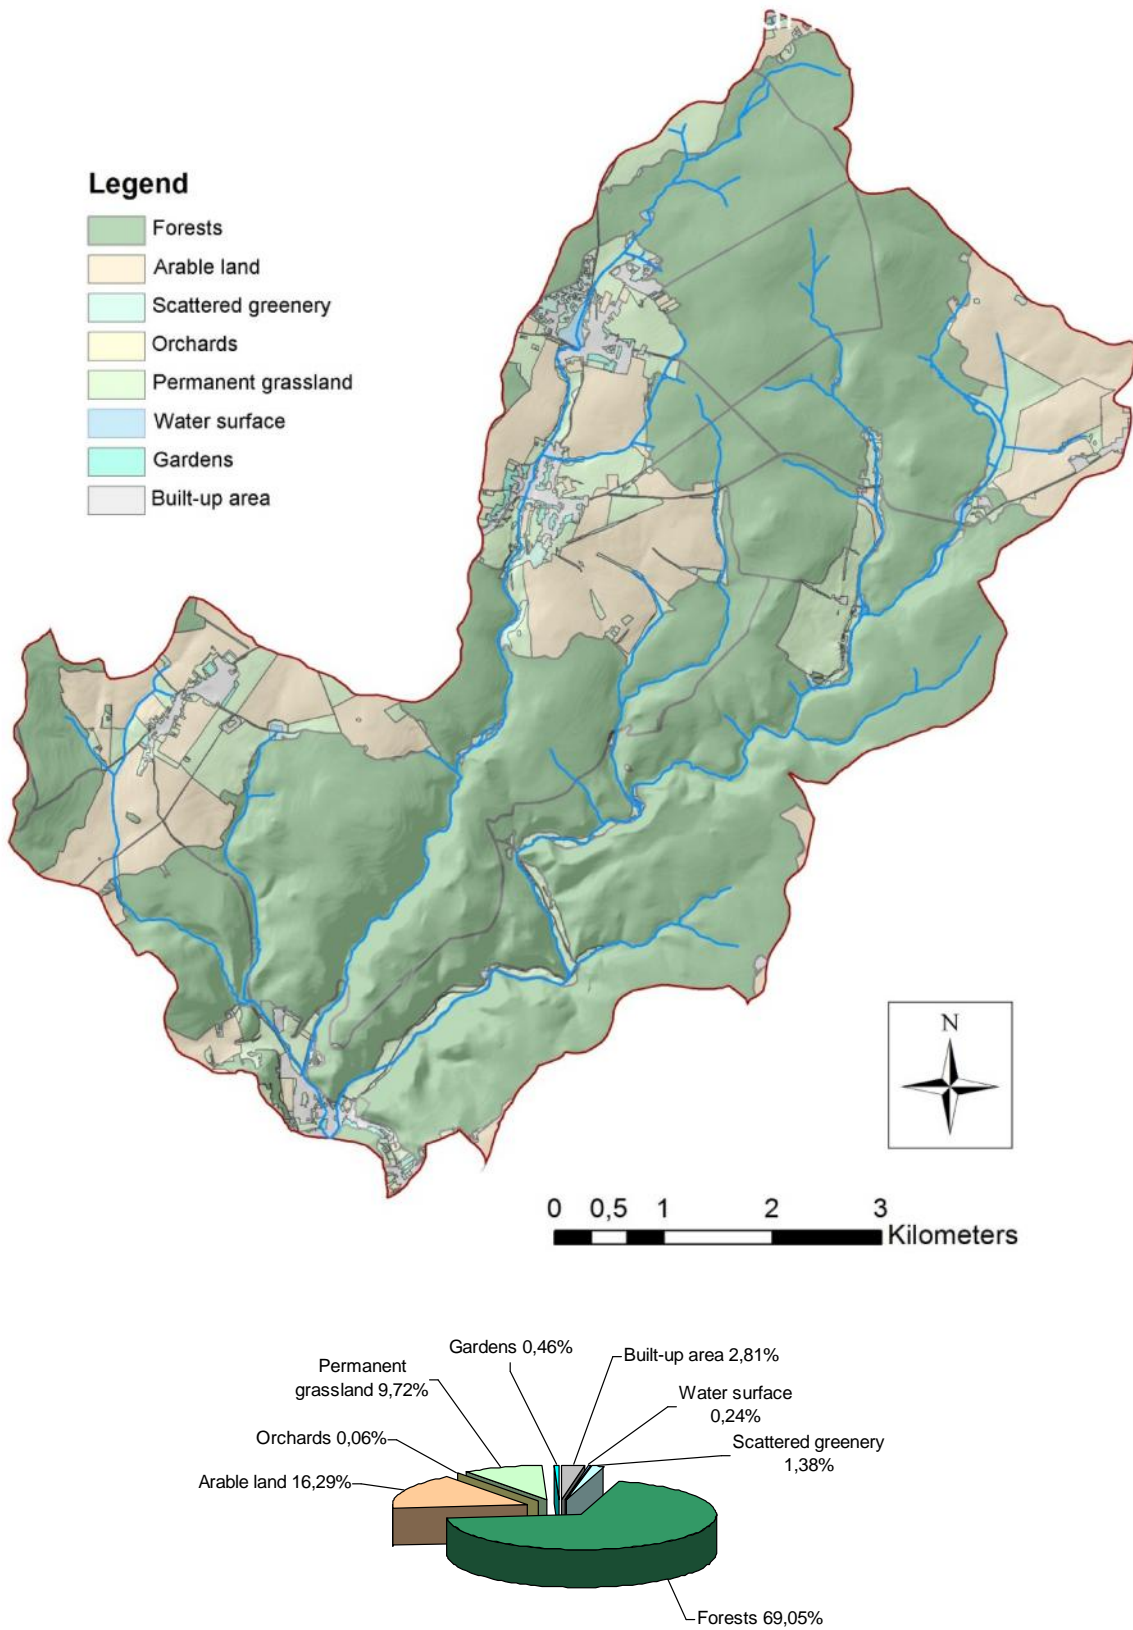 Legend
Forests
Arable land
Scattered greenery
Orchards
Permanent grassland
Water surface
Gardens
Built-up area
N
0 0,5 1 2 3
Kilometers
Gardens 0,46%
Built-up area 2,81%
Permanent
grassland 9,72%
Water surface
0,24%
Orchards 0,06%
Scattered greenery
1,38%
Arable land 16,29%
Forests 69,05%